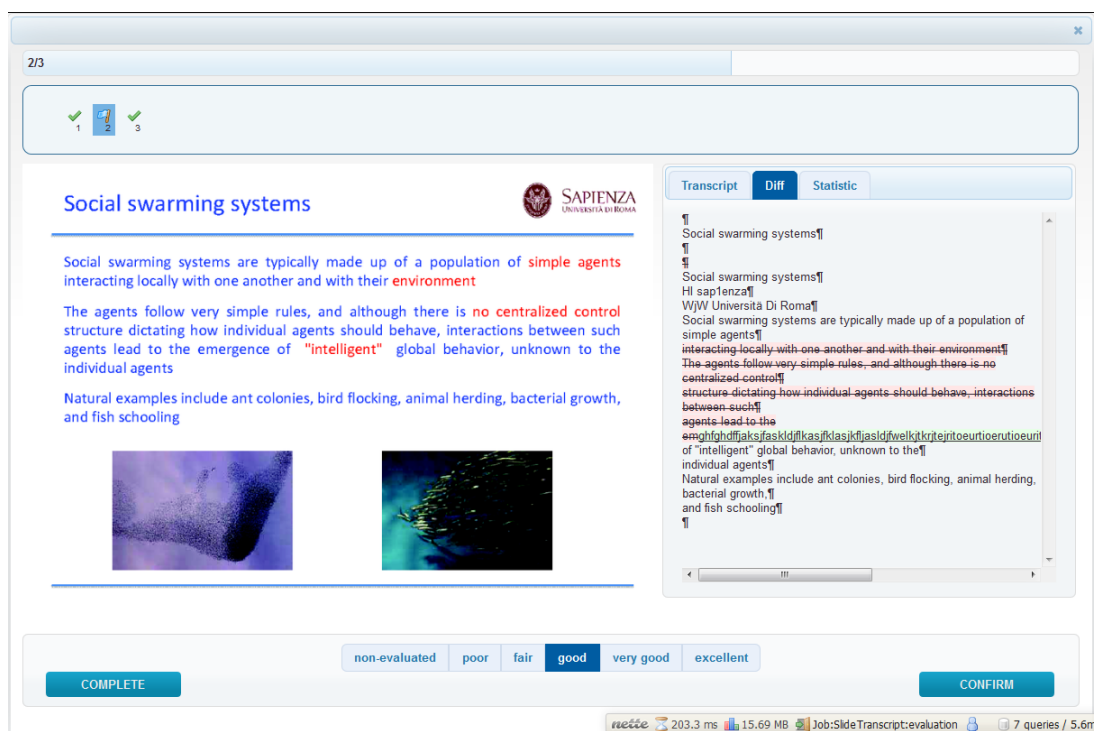 2/3
1 2 3
Social swarming systems
SAPIENZA
UNIVERSITÀ DI ROMA
Social swarming systems are typically made up of a population of simple agents
interacting locally with one another and with their environment
The agents follow very simple rules, and although there is no centralized control
structure dictating how individual agents should behave, interactions between such
agents lead to the emergence of "intelligent" global behavior, unknown to the
individual agents
Natural examples include ant colonies, bird flocking, animal herding, bacterial growth,
and fish schooling
Transcript Diff Statistic
¶
Social swarming systems¶
¶
¶
Social swarming systems¶
HI sap1enza¶
WjW Universitä Di Roma¶
Social swarming systems are typically made up of a population of
simple agents¶
interacting locally with one another and with their environment¶
The agents follow very simple rules, and although there is no
centralized control¶
structure dictating how individual agents should behave, interactions
between such¶
agents lead to the
of "intelligent" global behavior, unknown to the¶
individual agents¶
Natural examples include ant colonies, bird flocking, animal herding,
bacterial growth,¶
and fish schooling¶
¶
non-evaluated poor fair good very good excellent
COMPLETE CONFIRM
nette 203.3 ms 15.69 MB Job:SlideTranscript:evaluation 7 queries / 5.6m